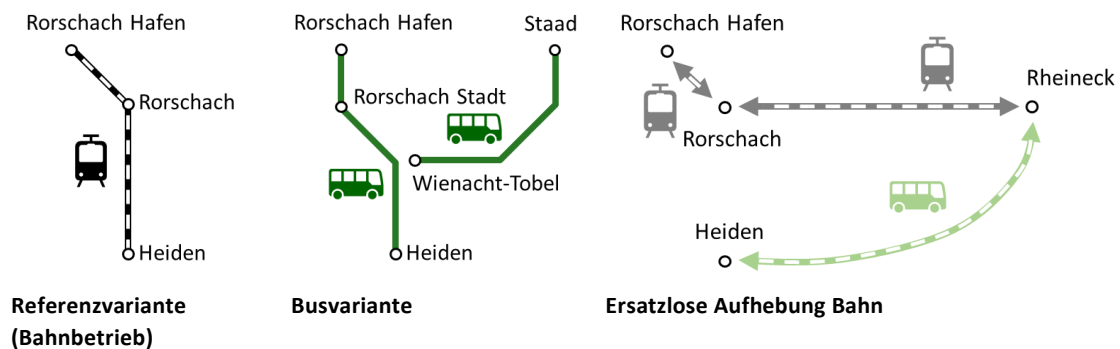 Rorschach Hafen
Rorschach
Heiden
Referenzvariante
(Bahnbetrieb)
Rorschach Hafen
Staad
Rorschach Stadt
Wienacht-Tobel
Heiden
Busvariante
Rorschach Hafen
Rheineck
Rorschach
Heiden
Ersatzlose Aufhebung Bahn